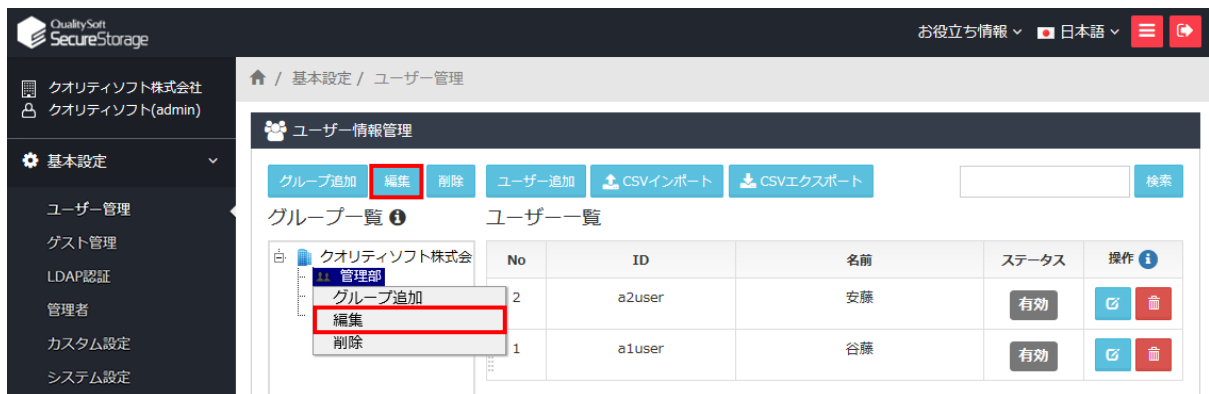 QualitySoft
SecureStorage
お役立ち情報
日本語
クオリティソフト株式会社
クオリティソフト(admin)
基本設定
ユーザー管理
ゲスト管理
LDAP認証
管理者
カスタム設定
システム設定
/ 基本設定 / ユーザー管理
ユーザー情報管理
グループ追加 編集 削除 ユーザー追加 CSVインポート CSVエクスポート 検索
グループ一覧
クオリティソフト株式会
管理部
グループ追加
編集
削除
ユーザー一覧
No ID 名前 ステータス 操作
2 a2user 安藤 有効
1 a1user 谷藤 有効